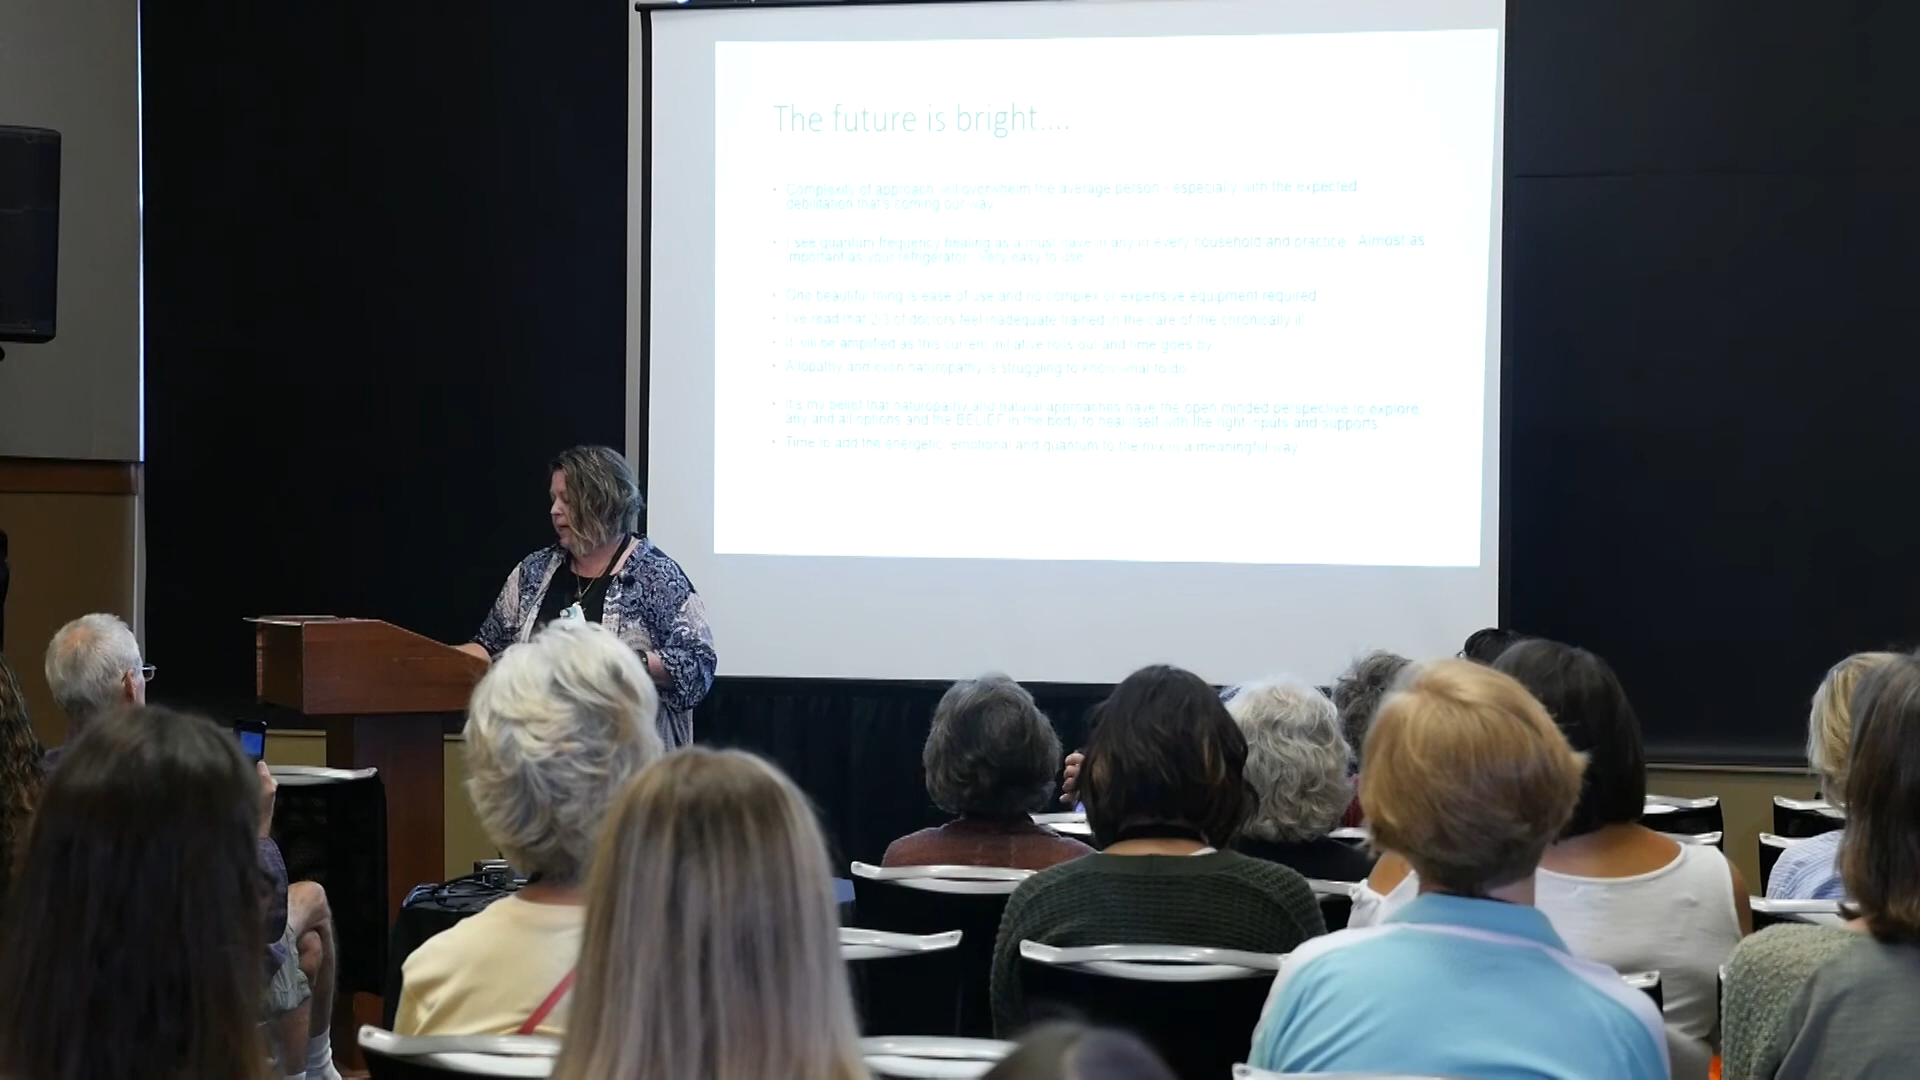 The future is bright....
• Complexity of approach will overwhelm the average person - especially with the expected
debilitation that's coming our way
• I see quantum frequency healing as a must have in any in every household and practice. Almost as
important as your refrigerator. Very easy to use
• One beautiful thing is ease of use and no complex or expensive equipment required
• I've read that 2/3 of doctors feel inadequate trained in the care of the chronically ill
• It will be amplified as this current initiative rolls out and time goes by
• Allopathy and even naturopathy is struggling to know what to do
• It's my belief that naturopathy and natural approaches have the open minded perspective to explore
any and all options and the BELIEF in the body to heal itself with the right inputs and supports
• Time to add the energetic, emotional and quantum to the mix in a meaningful way